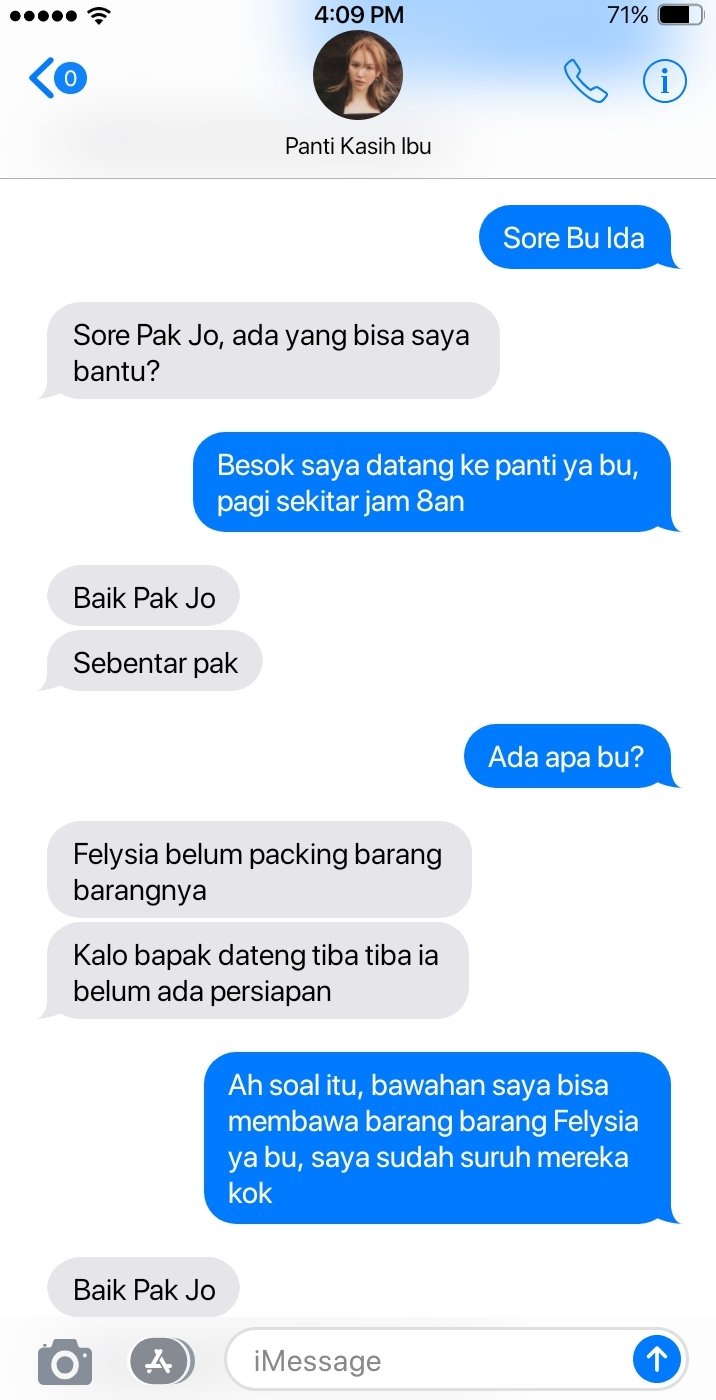 4:09 PM
71%
0
Panti Kasih Ibu
Sore Bu Ida
Sore Pak Jo, ada yang bisa saya
bantu?
Besok saya datang ke panti ya bu,
pagi sekitar jam 8an
Baik Pak Jo
Sebentar pak
Ada apa bu?
Felysia belum packing barang
barangnya
Kalo bapak dateng tiba tiba ia
belum ada persiapan
Ah soal itu, bawahan saya bisa
membawa barang barang Felysia
ya bu, saya sudah suruh mereka
kok
Baik Pak Jo
iMessage